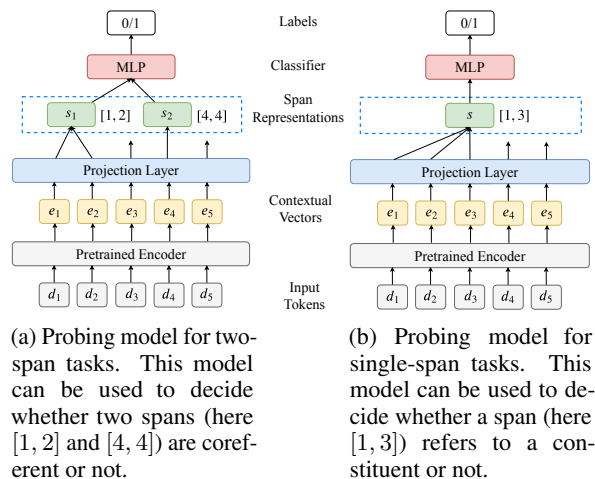 Labels
Classifier
Span
Representations
Contextual
Vectors
Input
Tokens
0/1
MLP
s1 [1, 2] s2 [4, 4]
Projection Layer
e1 e2 e3 e4 e5
Pretrained Encoder
d1 d2 d3 d4 d5
(a) Probing model for two-
span tasks. This model
can be used to decide
whether two spans (here
[1, 2] and [4, 4]) are coref-
erent or not.
0/1
MLP
s [1, 3]
Projection Layer
e1 e2 e3 e4 e5
Pretrained Encoder
d1 d2 d3 d4 d5
(b) Probing model for
single-span tasks. This
model can be used to de-
cide whether a span (here
[1, 3]) refers to a con-
stituent or not.